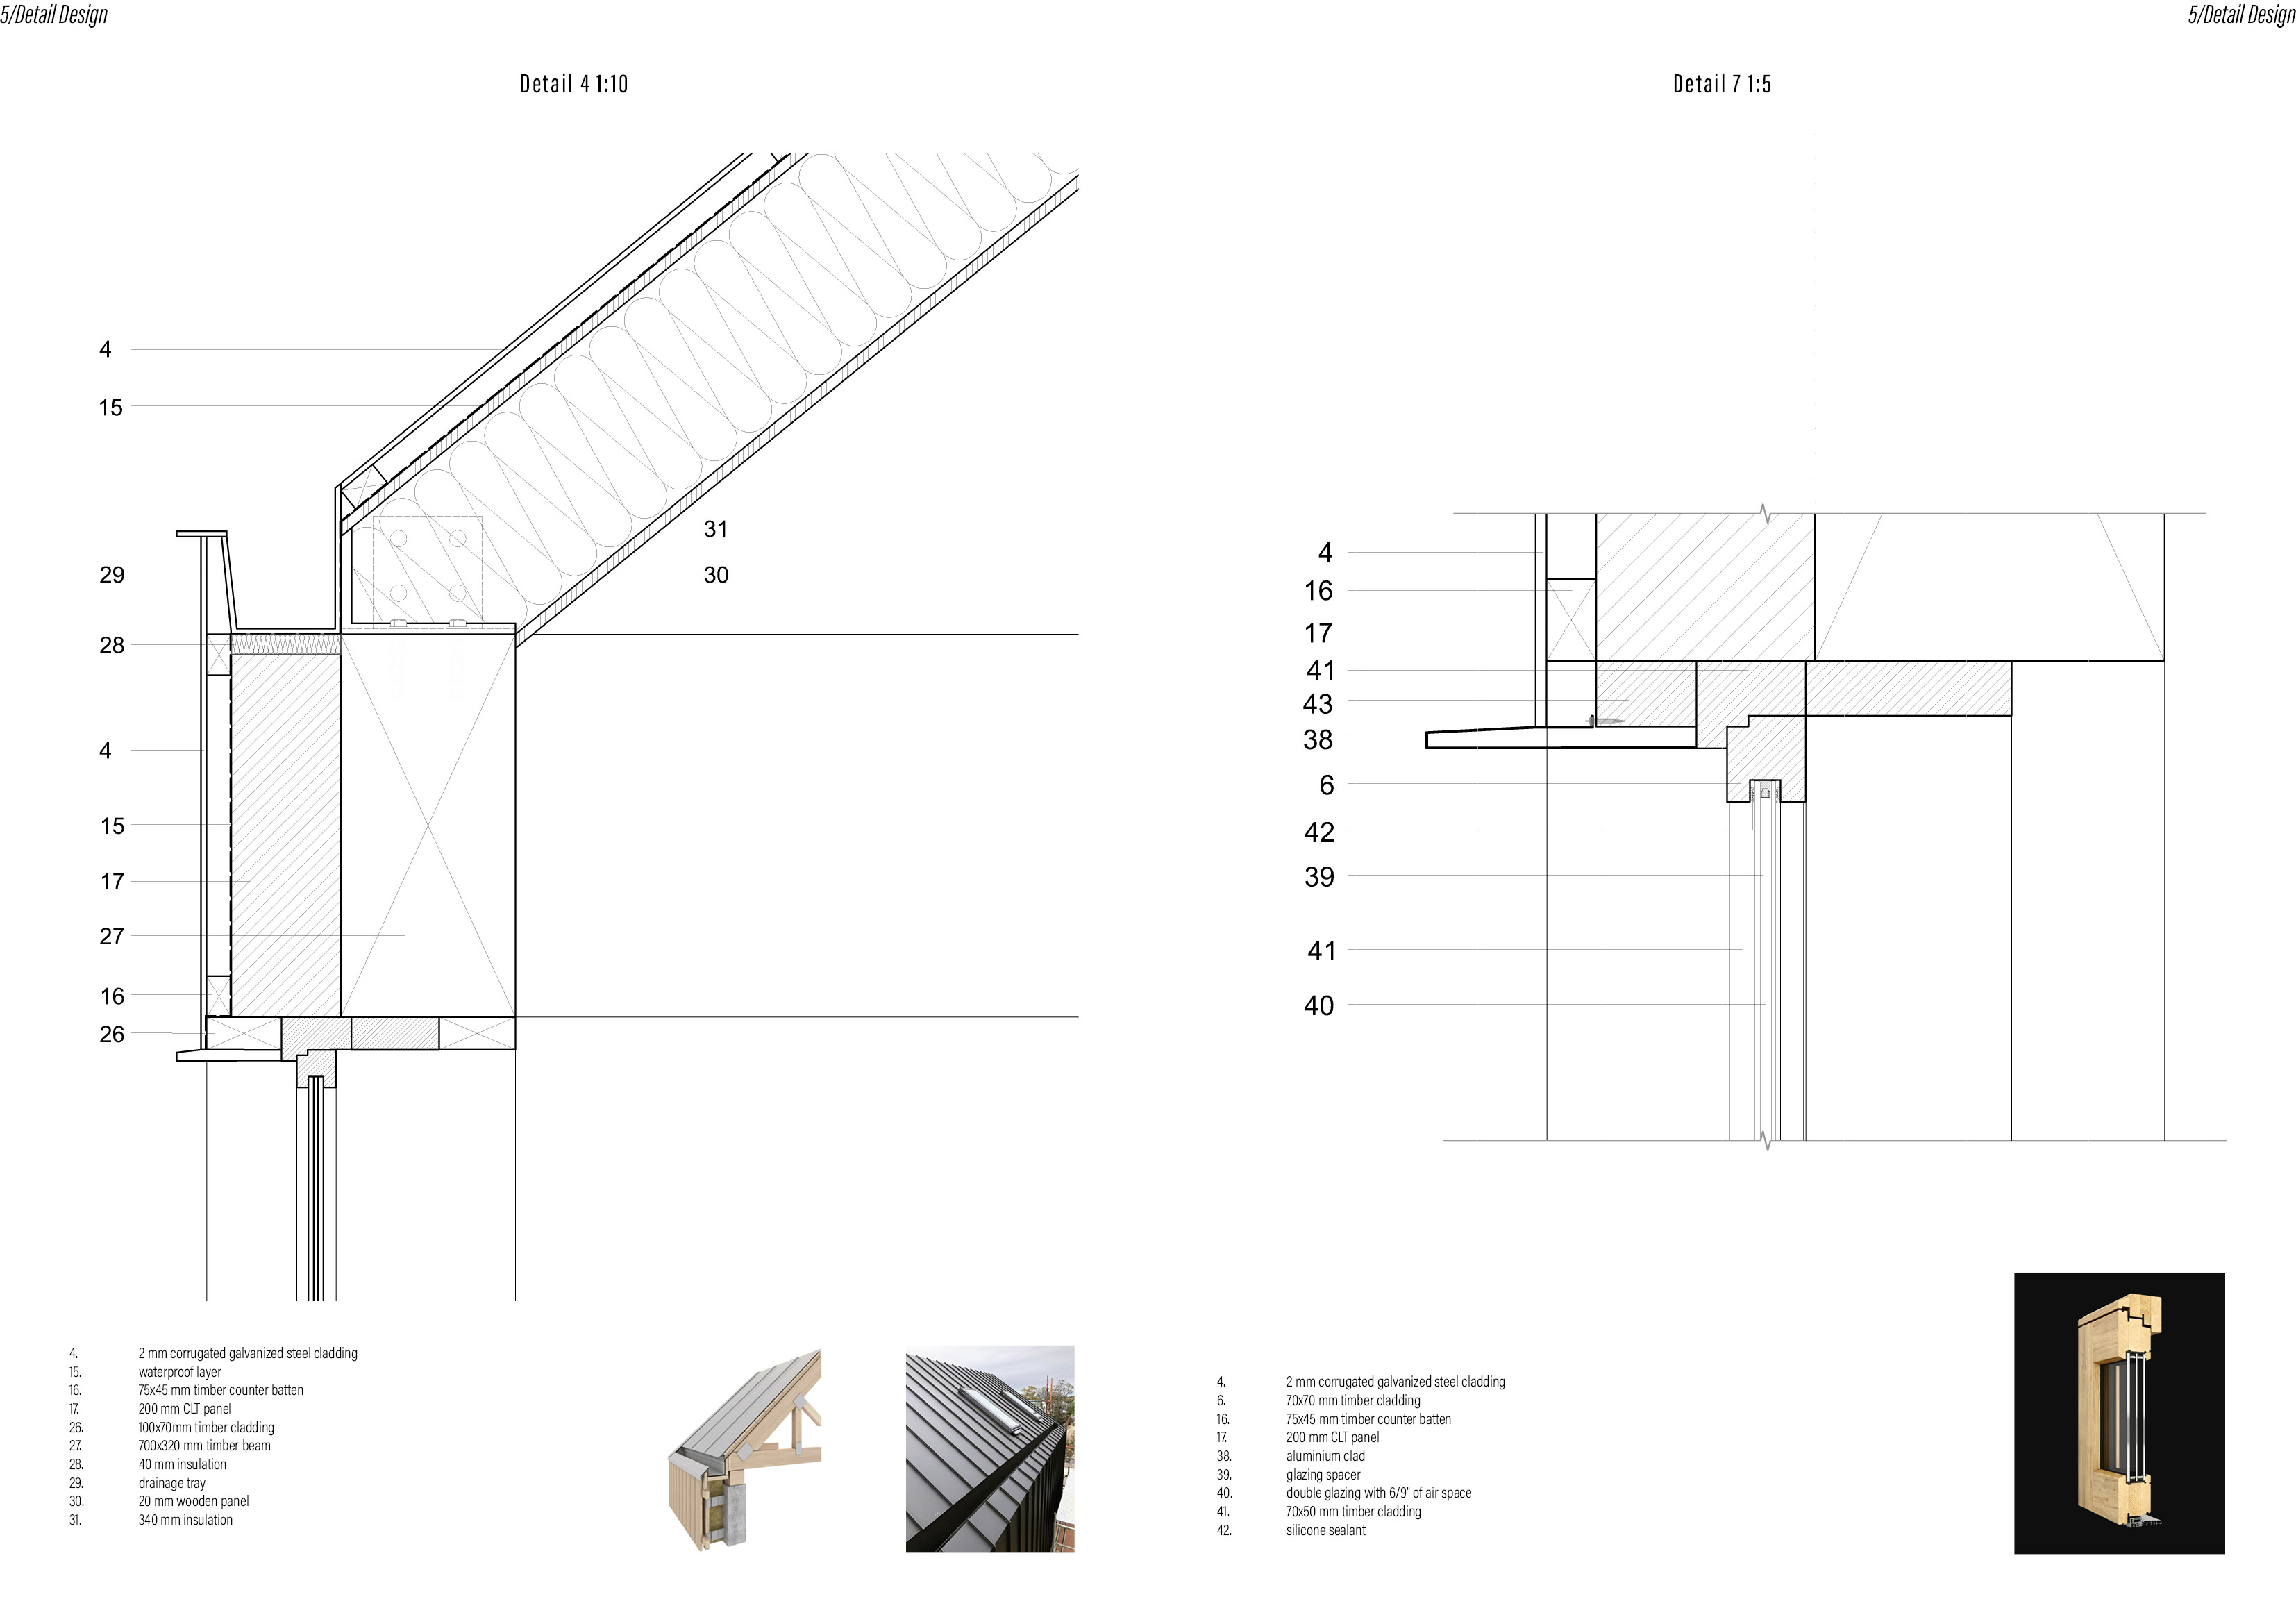 5/Detail Design
5/Detail Design
Detail 4 1:10
4
15
29
28
4
15
17
27
16
26
31
30
4. 2 mm corrugated galvanized steel cladding
15. waterproof layer
16. 75x45 mm timber counter batten
17. 200 mm CLT panel
26. 100x70mm timber cladding
27. 700x320 mm timber beam
28. 40 mm insulation
29. drainage tray
30. 20 mm wooden panel
31. 340 mm insulation
Detail 7 1:5
4
16
17
41
43
38
6
42
39
41
40
4. 2 mm corrugated galvanized steel cladding
6. 70x70 mm timber cladding
16. 75x45 mm timber counter batten
17. 200 mm CLT panel
38. aluminium clad
39. glazing spacer
40. double glazing with 6/9" of air space
41. 70x50 mm timber cladding
42. silicone sealant